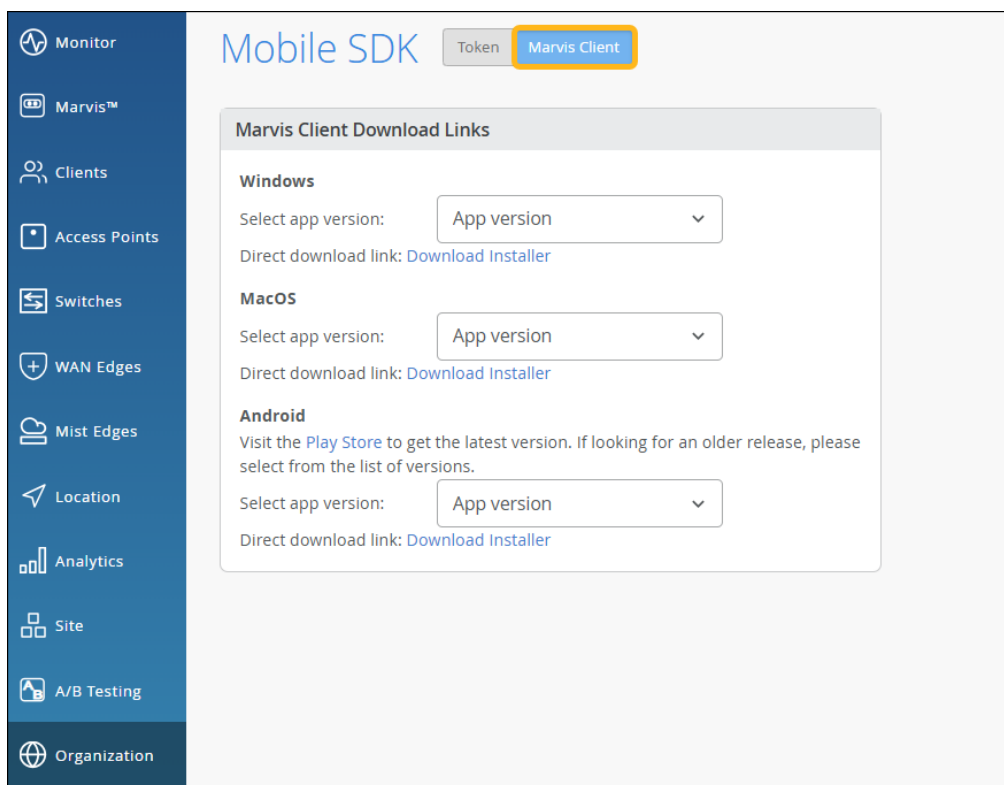 Monitor
Marvis™
Clients
Access Points
Switches
WAN Edges
Mist Edges
Location
Analytics
Site
A/B Testing
Organization
Mobile SDK
Token
Marvis Client
Marvis Client Download Links
Windows
Select app version:
App version
Direct download link: Download Installer
MacOS
Select app version:
App version
Direct download link: Download Installer
Android
Visit the Play Store to get the latest version. If looking for an older release, please
select from the list of versions.
Select app version:
App version
Direct download link: Download Installer